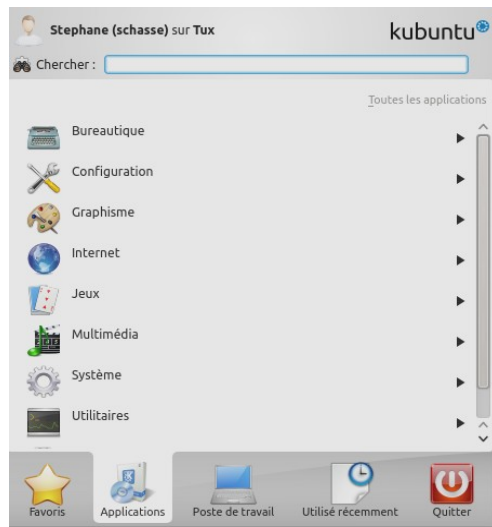 Stephane (schasse) sur Tux
kubuntu
Chercher :
Toutes les applications
Bureautique
Configuration
Graphisme
Internet
Jeux
Multimédia
Système
Utilitaires
Favoris
Applications
Poste de travail
Utilisé récemment
Quitter